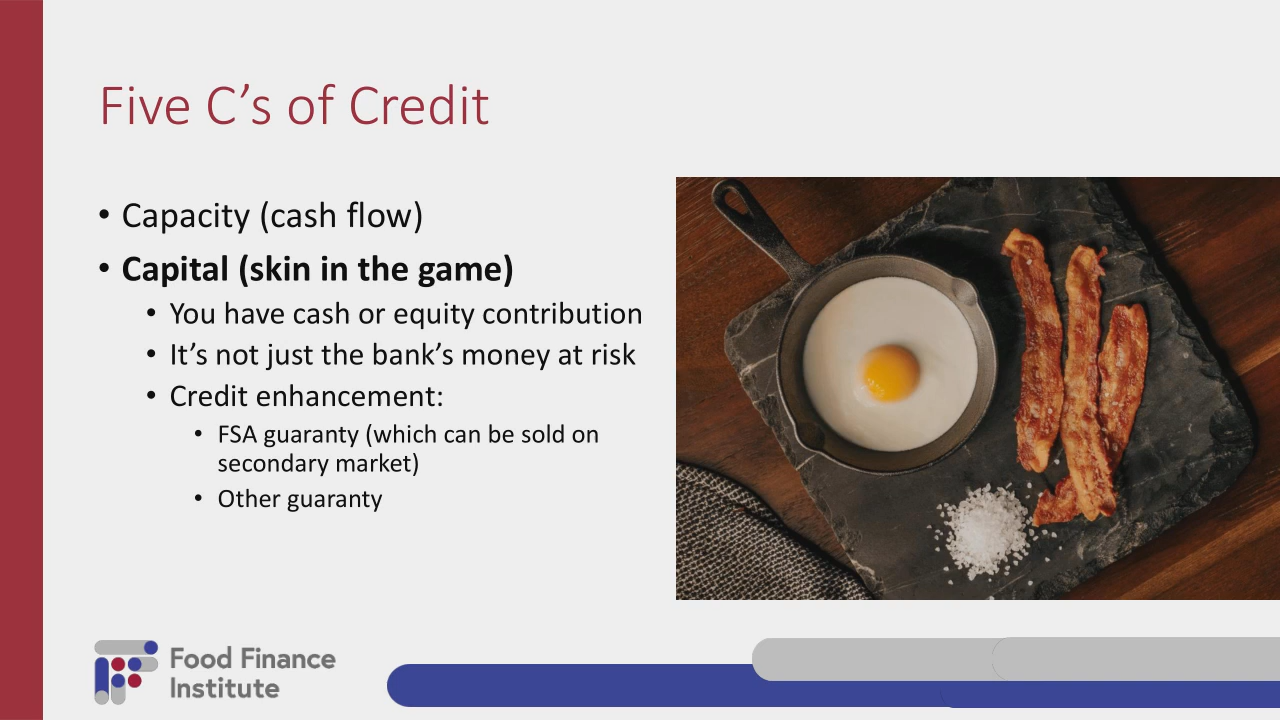 Five C’s of Credit
• Capacity (cash flow)
• Capital (skin in the game)
• You have cash or equity contribution
• It’s not just the bank’s money at risk
• Credit enhancement:
• FSA guaranty (which can be sold on
secondary market)
• Other guaranty
Food Finance
Institute